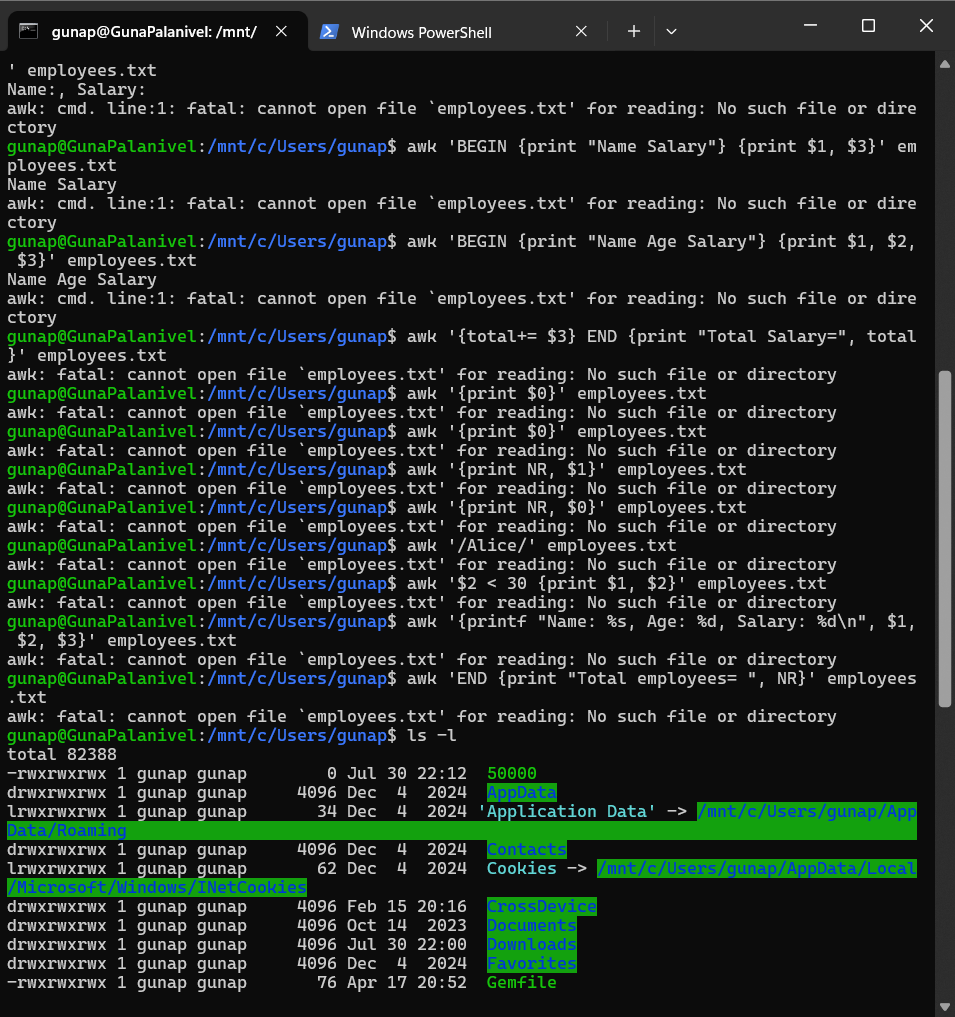 gunap@GunaPalanivel: /mnt/
Windows PowerShell
' employees.txt
Name:, Salary:
awk: cmd. line:1: fatal: cannot open file `employees.txt' for reading: No such file or dire
ctory
gunap@GunaPalanivel:/mnt/c/Users/gunap$ awk 'BEGIN {print "Name Salary"} {print $1, $3}' em
ployees.txt
Name Salary
awk: cmd. line:1: fatal: cannot open file `employees.txt' for reading: No such file or dire
ctory
gunap@GunaPalanivel:/mnt/c/Users/gunap$ awk 'BEGIN {print "Name Age Salary"} {print $1, $2,
 $3}' employees.txt
Name Age Salary
awk: cmd. line:1: fatal: cannot open file `employees.txt' for reading: No such file or dire
ctory
gunap@GunaPalanivel:/mnt/c/Users/gunap$ awk '{total+= $3} END {print "Total Salary=", total
}' employees.txt
awk: fatal: cannot open file `employees.txt' for reading: No such file or directory
gunap@GunaPalanivel:/mnt/c/Users/gunap$ awk '{print $0}' employees.txt
awk: fatal: cannot open file `employees.txt' for reading: No such file or directory
gunap@GunaPalanivel:/mnt/c/Users/gunap$ awk '{print $0}' employees.txt
awk: fatal: cannot open file `employees.txt' for reading: No such file or directory
gunap@GunaPalanivel:/mnt/c/Users/gunap$ awk '{print NR, $1}' employees.txt
awk: fatal: cannot open file `employees.txt' for reading: No such file or directory
gunap@GunaPalanivel:/mnt/c/Users/gunap$ awk '{print NR, $0}' employees.txt
awk: fatal: cannot open file `employees.txt' for reading: No such file or directory
gunap@GunaPalanivel:/mnt/c/Users/gunap$ awk '/Alice/' employees.txt
awk: fatal: cannot open file `employees.txt' for reading: No such file or directory
gunap@GunaPalanivel:/mnt/c/Users/gunap$ awk '$2 < 30 {print $1, $2}' employees.txt
awk: fatal: cannot open file `employees.txt' for reading: No such file or directory
gunap@GunaPalanivel:/mnt/c/Users/gunap$ awk '{printf "Name: %s, Age: %d, Salary: %d\n", $1,
 $2, $3}' employees.txt
awk: fatal: cannot open file `employees.txt' for reading: No such file or directory
gunap@GunaPalanivel:/mnt/c/Users/gunap$ awk 'END {print "Total employees= ", NR}' employees
.txt
awk: fatal: cannot open file `employees.txt' for reading: No such file or directory
gunap@GunaPalanivel:/mnt/c/Users/gunap$ ls -l
total 82388
-rwxrwxrwx 1 gunap gunap        0 Jul 30 22:12  50000
drwxrwxrwx 1 gunap gunap     4096 Dec  4  2024  AppData
lrwxrwxrwx 1 gunap gunap       34 Dec  4  2024 'Application Data' -> /mnt/c/Users/gunap/App
Data/Roaming
drwxrwxrwx 1 gunap gunap     4096 Dec  4  2024  Contacts
lrwxrwxrwx 1 gunap gunap       62 Dec  4  2024  Cookies -> /mnt/c/Users/gunap/AppData/Local
/Microsoft/Windows/INetCookies
drwxrwxrwx 1 gunap gunap     4096 Feb 15 20:16  CrossDevice
drwxrwxrwx 1 gunap gunap     4096 Oct 14  2023  Documents
drwxrwxrwx 1 gunap gunap     4096 Jul 30 22:00  Downloads
drwxrwxrwx 1 gunap gunap     4096 Dec  4  2024  Favorites
-rwxrwxrwx 1 gunap gunap       76 Apr 17 20:52  Gemfile